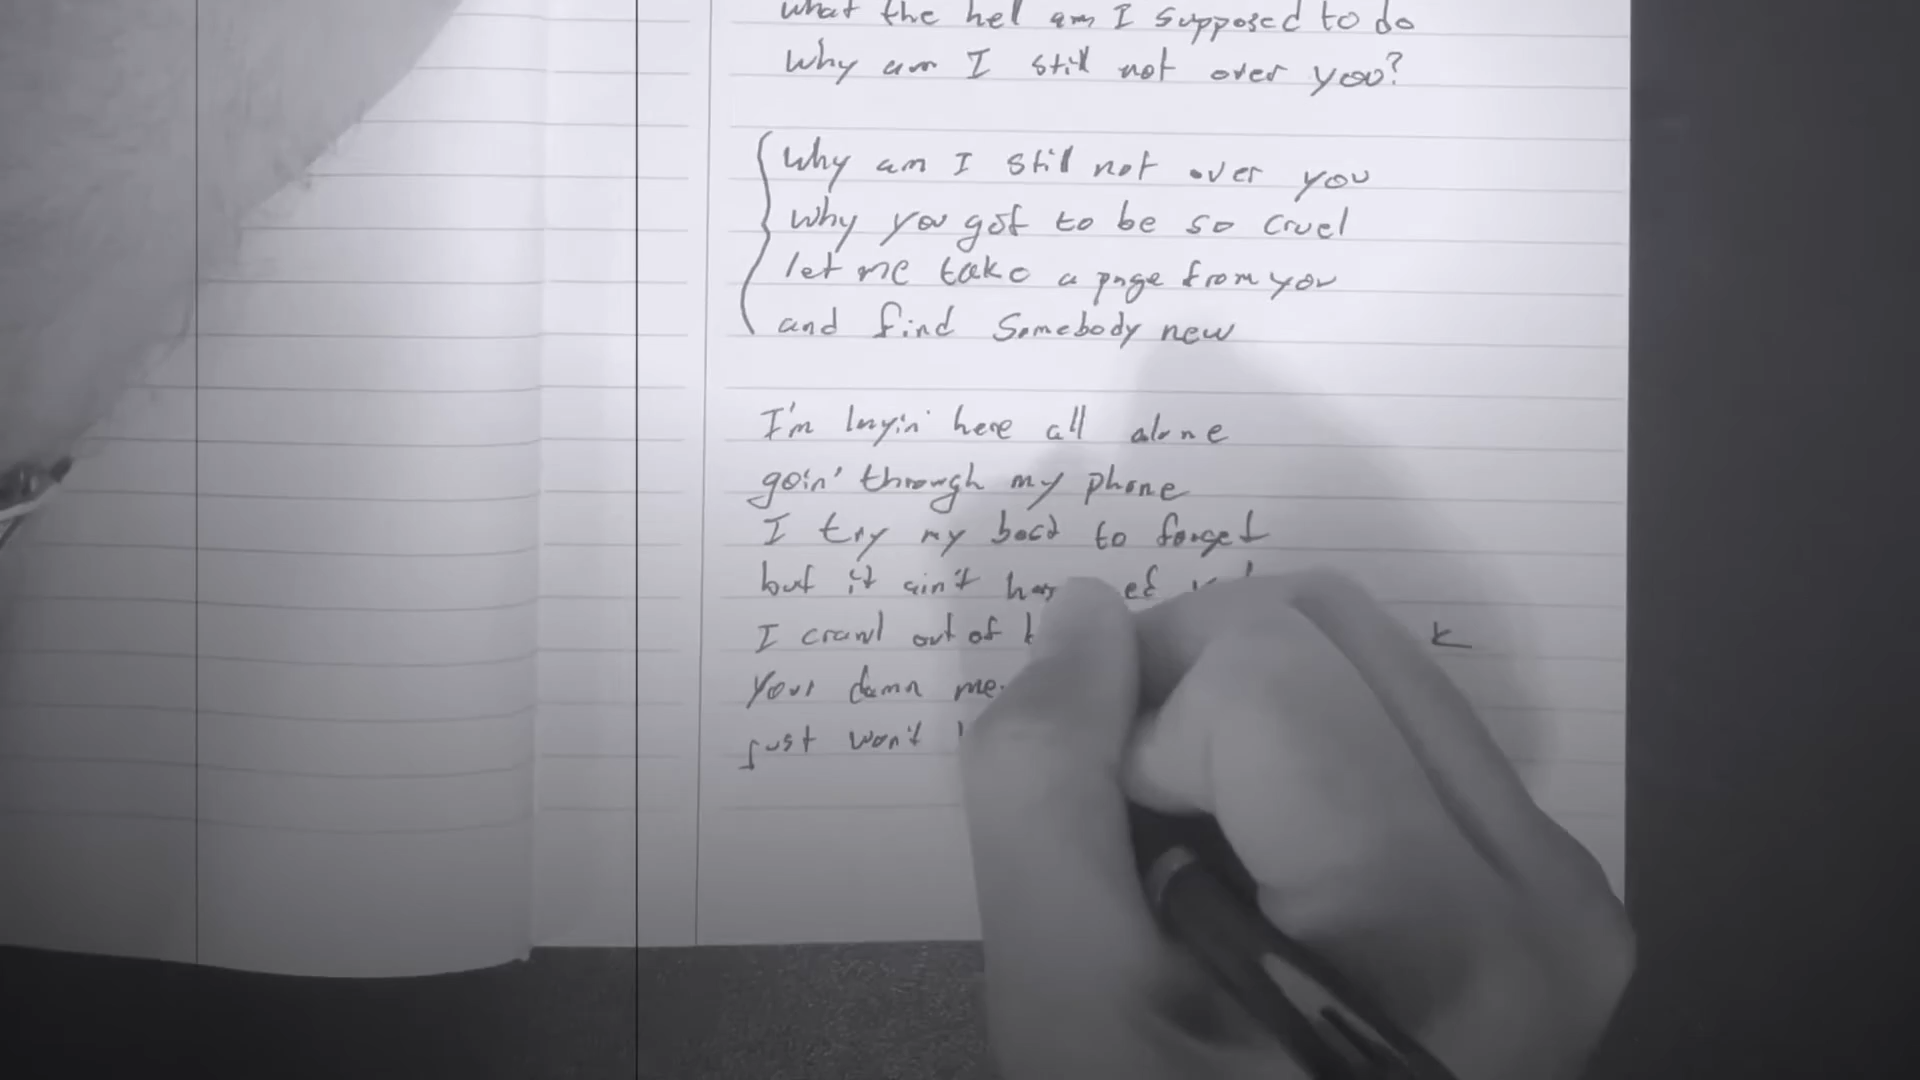 what the hel am I supposed to do
Why am I still not over you?
Why am I still not over you
why you got to be so cruel
let me take a page from you
and find Somebody new
I'm layin' here all alone
goin' through my phone
I try my best to forget
but it ain't
I crawl out of
Your damn
just won't